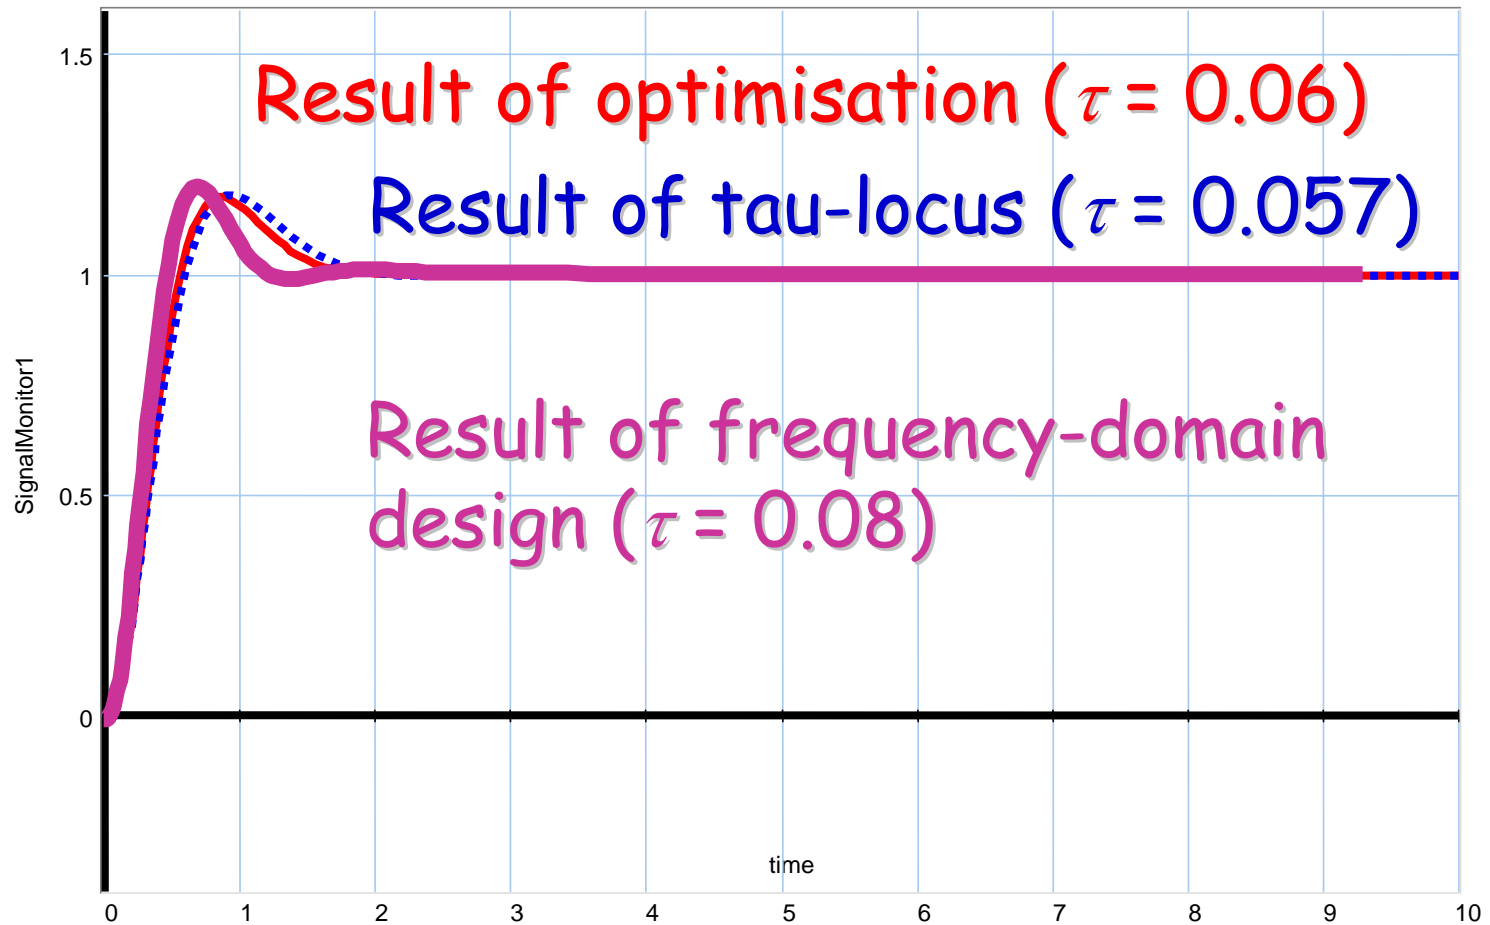 1.5
Result of optimisation (τ = 0.06)
Result of tau-locus (τ = 0.057)
1
SignalMonitor1
Result of frequency-domain
design (τ = 0.08)
0.5
0
time
0 1 2 3 4 5 6 7 8 9 10